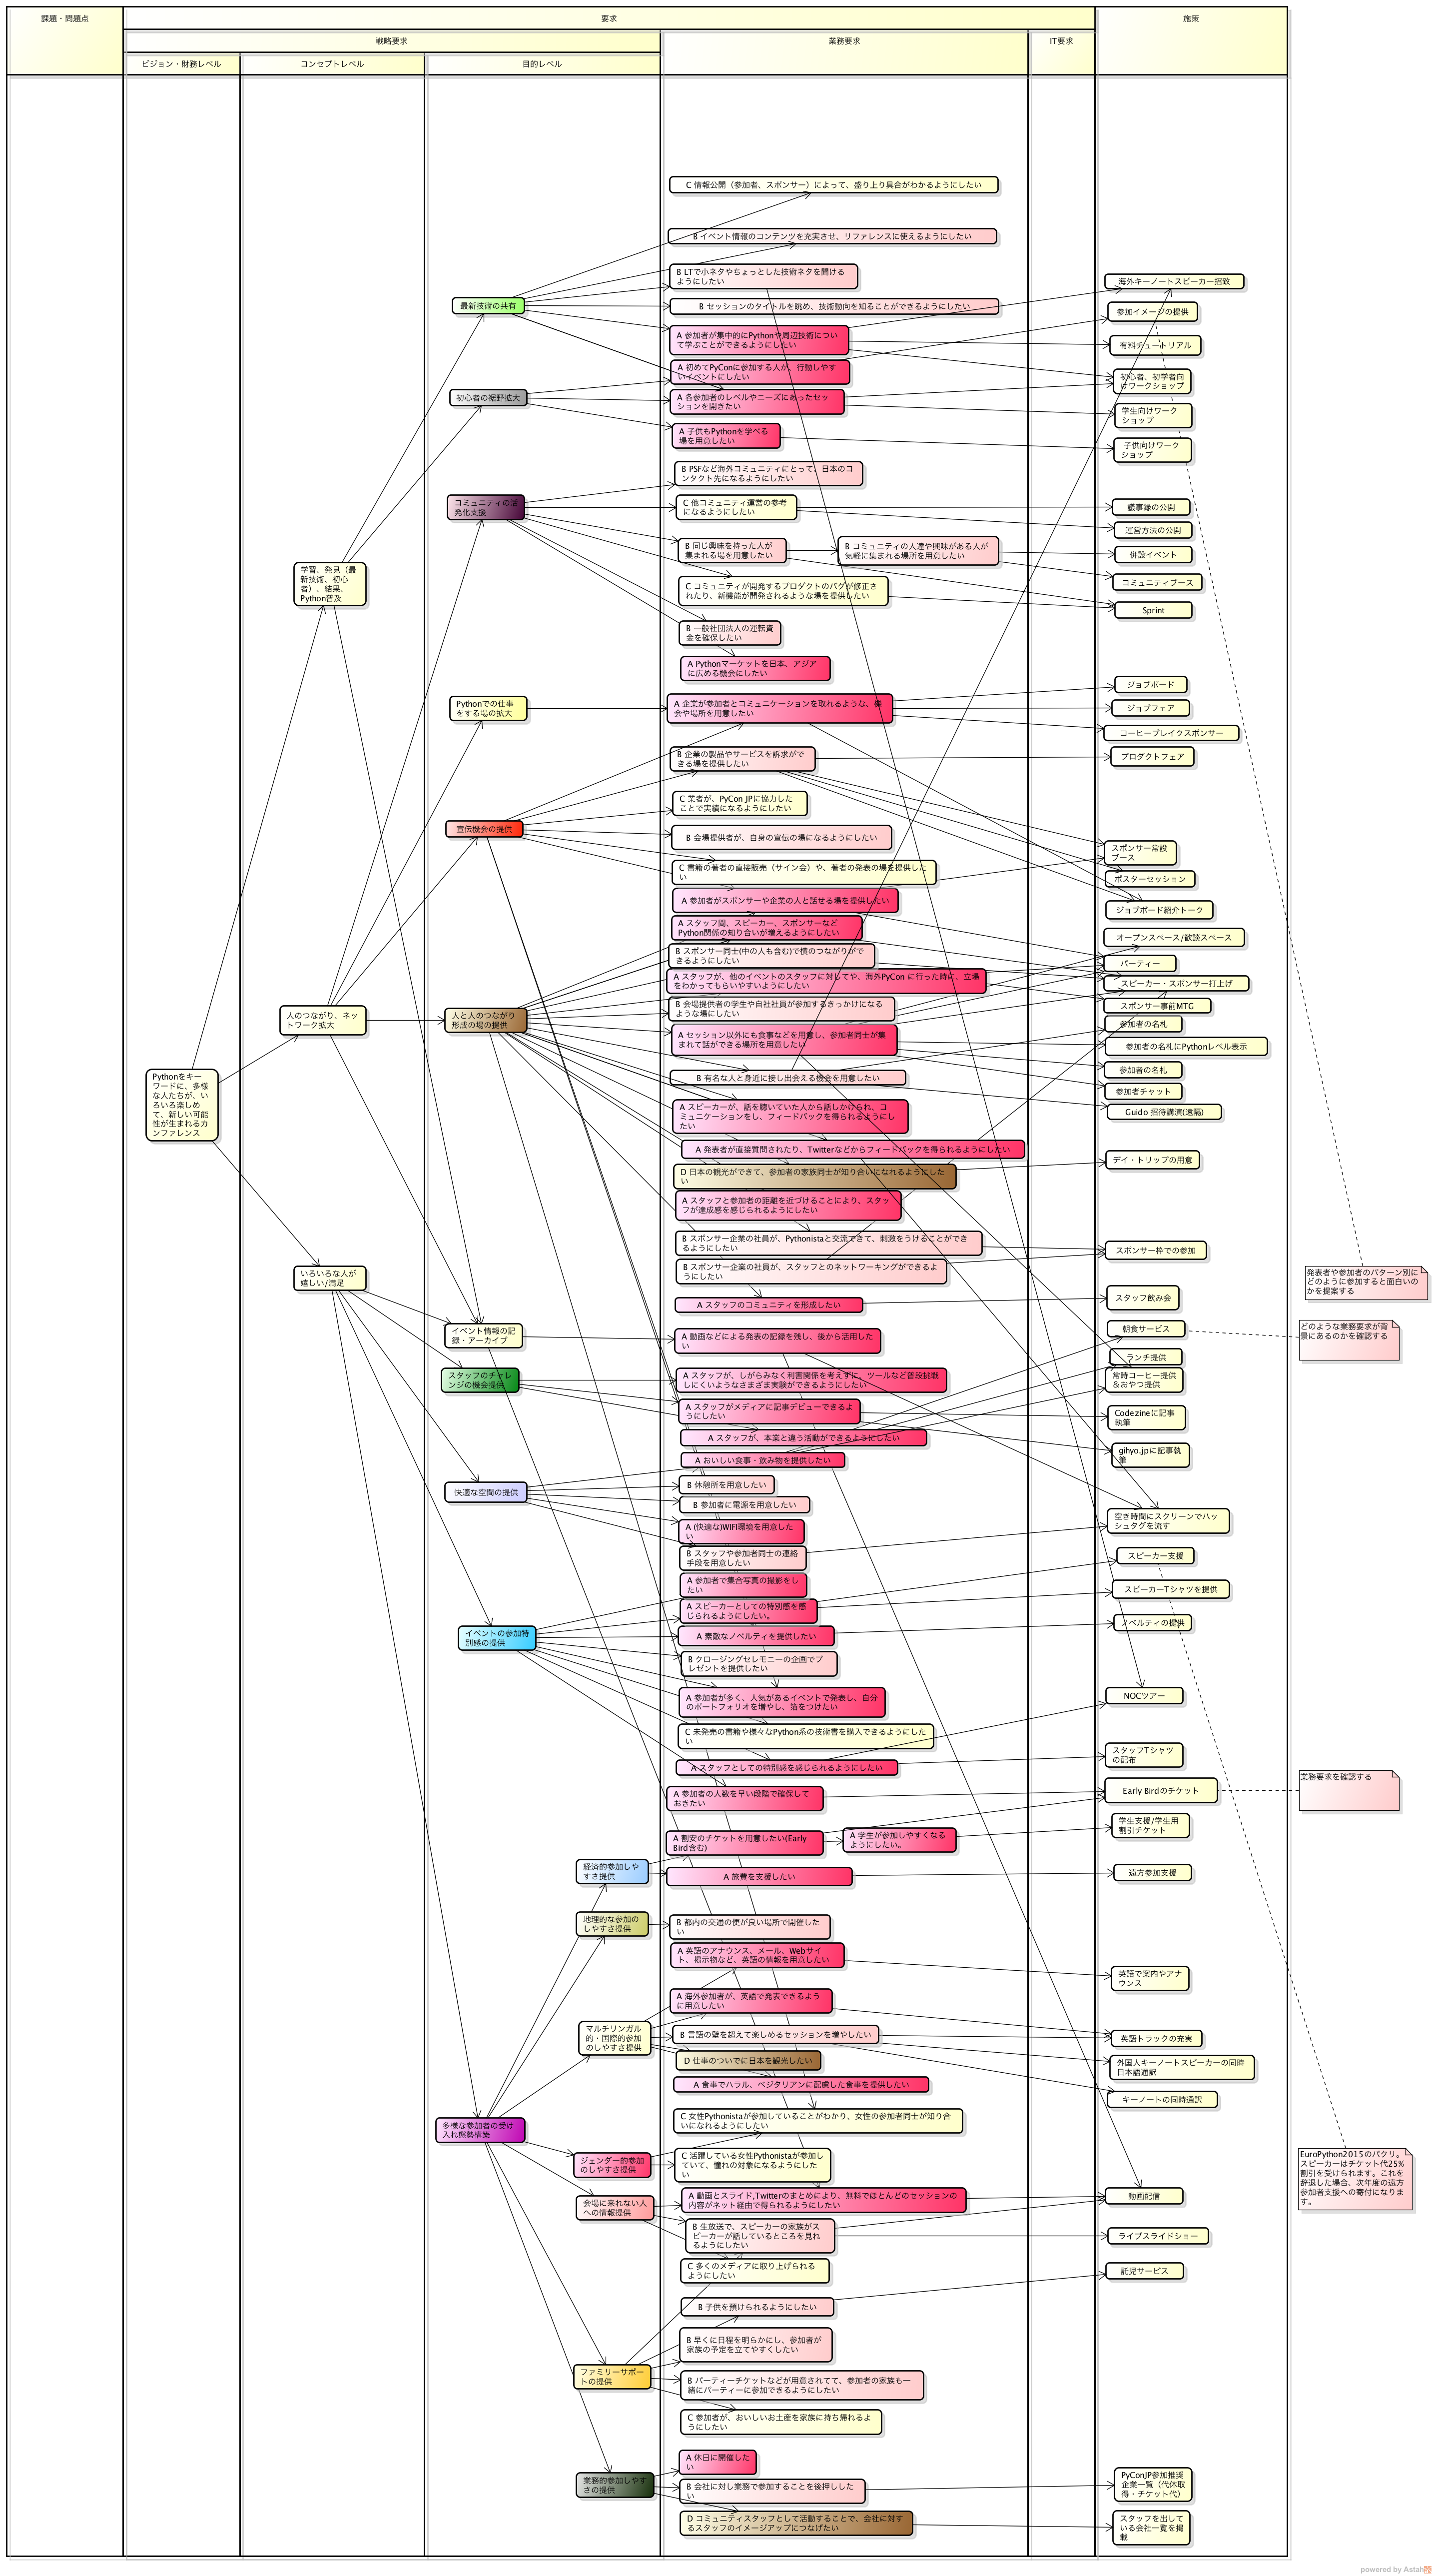 課題・問題点
要求
施策
戦略要求
業務要求
IT要求
ビジョン・財務レベル
コンセプトレベル
目的レベル
Pythonをキー
ワードに、多様
な人たちが、い
ろいろ楽しめ
て、新しい可能
性が生まれるカ
ンファレンス
学習、発見（最
新技術、初心
者）、結果、
Python普及
人のつながり、ネッ
トワーク拡大
いろいろな人が
嬉しい/満足
最新技術の共有
初心者の裾野拡大
コミュニティの活
発化支援
Pythonでの仕事
をする場の拡大
宣伝機会の提供
人と人のつながり
形成の場の提供
イベント情報の記
録・アーカイブ
スタッフのチャレ
ンジの機会提供
快適な空間の提供
イベントの参加特
別感の提供
多様な参加者の受け
入れ態勢構築
経済的参加しや
すさ提供
地理的な参加の
しやすさ提供
マルチリンガル
的・国際的参加
のしやすさ提供
ジェンダー的参加
のしやすさ提供
会場に来れない人
への情報提供
ファミリーサポー
トの提供
業務的参加しやす
さの提供
C 情報公開（参加者、スポンサー）によって、盛り上り具合がわかるようにしたい
B イベント情報のコンテンツを充実させ、リファレンスに使えるようにしたい
B LTで小ネタやちょっとした技術ネタを聞ける
ようにしたい
B セッションのタイトルを眺め、技術動向を知ることができるようにしたい
A 参加者が集中的にPythonや周辺技術につい
て学ぶことができるようにしたい
A 初めてPyConに参加する人が、行動しやす
いイベントにしたい
A 各参加者のレベルやニーズにあったセッ
ションを開きたい
A 子供もPythonを学べる
場を用意したい
B PSFなど海外コミュニティにとって、日本のコ
ンタクト先になるようにしたい
C 他コミュニティ運営の参考
になるようにしたい
B 同じ興味を持った人が
集まれる場を用意したい
B コミュニティの人達や興味がある人が
気軽に集まれる場所を用意したい
C コミュニティが開発するプロダクトのバグが修正さ
れたり、新機能が開発されるような場を提供したい
B 一般社団法人の運転資
金を確保したい
A Pythonマーケットを日本、アジア
に広める機会にしたい
A 企業が参加者とコミュニケーションを取れるような、機
会や場所を用意したい
B 企業の製品やサービスを訴求がで
きる場を提供したい
C 業者が、PyCon JPに協力した
ことで実績になるようにしたい
B 会場提供者が、自身の宣伝の場になるようにしたい
C 書籍の著者の直接販売（サイン会）や、著者の発表の場を提供した
い
A 参加者がスポンサーや企業の人と話せる場を提供したい
A スタッフ間、スピーカー、スポンサーなど
Python関係の知り合いが増えるようにしたい
B スポンサー同士(中の人も含む)で横のつながりがで
きるようにしたい
A スタッフが、他のイベントのスタッフに対してや、海外PyCon に行った時に、立場
をわかってもらいやすいようにしたい
B 会場提供者の学生や自社社員が参加するきっかけになる
ような場にしたい
A セッション以外にも食事などを用意し、参加者同士が集
まれて話ができる場所を用意したい
B 有名な人と身近に接し出会える機会を用意したい
A スピーカーが、話を聴いていた人から話しかけられ、コ
ミュニケーションをし、フィードバックを得られるようにし
たい
A 発表者が直接質問されたり、Twitterなどからフィードバックを得られるようにしたい
D 日本の観光ができて、参加者の家族同士が知り合いになれるようにした
い
A スタッフと参加者の距離を近づけることにより、スタッ
フが達成感を感じられるようにしたい
B スポンサー企業の社員が、Pythonistaと交流できて、刺激をうけることができ
るようにしたい
B スポンサー企業の社員が、スタッフとのネットワーキングができるよ
うにしたい
A スタッフのコミュニティを形成したい
A 動画などによる発表の記録を残し、後から活用した
い
A スタッフが、しがらみなく利害関係を考えずに、ツールなど普段挑戦
しにくいようなさまざま実験ができるようにしたい
A スタッフがメディアに記事デビューできるよ
うにしたい
A スタッフが、本業と違う活動ができるようにしたい
A おいしい食事・飲み物を提供したい
B 休憩所を用意したい
B 参加者に電源を用意したい
A (快適な)WIFI環境を用意した
い
B スタッフや参加者同士の連絡
手段を用意したい
A 参加者で集合写真の撮影をし
たい
A スピーカーとしての特別感を感
じられるようにしたい。
A 素敵なノベルティを提供したい
B クロージングセレモニーの企画でプ
レゼントを提供したい
A 参加者が多く、人気があるイベントで発表し、自分
のポートフォリオを増やし、箔をつけたい
C 未発売の書籍や様々なPython系の技術書を購入できるようにした
い
A スタッフとしての特別感を感じられるようにしたい
A 参加者の人数を早い段階で確保して
おきたい
A 割安のチケットを用意したい(Early
Bird含む)
A 学生が参加しやすくなる
ようにしたい。
A 旅費を支援したい
B 都内の交通の便が良い場所で開催した
い
A 英語のアナウンス、メール、Webサイ
ト、掲示物など、英語の情報を用意したい
A 海外参加者が、英語で発表できるよう
に用意したい
B 言語の壁を超えて楽しめるセッションを増やしたい
D 仕事のついでに日本を観光したい
A 食事でハラル、ベジタリアンに配慮した食事を提供したい
C 女性Pythonistaが参加していることがわかり、女性の参加者同士が知り合
いになれるようにしたい
C 活躍している女性Pythonistaが参加し
ていて、憧れの対象になるようにした
い
A 動画とスライド,Twitterのまとめにより、無料でほとんどのセッションの
内容がネット経由で得られるようにしたい
B 生放送で、スピーカーの家族がス
ピーカーが話しているところを見れ
るようにしたい
C 多くのメディアに取り上げられる
ようにしたい
B 子供を預けられるようにしたい
B 早くに日程を明らかにし、参加者が
家族の予定を立てやすくしたい
B パーティーチケットなどが用意されてて、参加者の家族も一
緒にパーティーに参加できるようにしたい
C 参加者が、おいしいお土産を家族に持ち帰れるよ
うにしたい
A 休日に開催した
い
B 会社に対し業務で参加することを後押しした
い
D コミュニティスタッフとして活動することで、会社に対す
るスタッフのイメージアップにつなげたい
海外キーノートスピーカー招致
参加イメージの提供
有料チュートリアル
初心者、初学者向
けワークショップ
学生向けワーク
ショップ
子供向けワーク
ショップ
議事録の公開
運営方法の公開
併設イベント
コミュニティブース
Sprint
ジョブボード
ジョブフェア
コーヒーブレイクスポンサー
プロダクトフェア
スポンサー常設
ブース
ポスターセッション
ジョブボード紹介トーク
オープンスペース/歓談スペース
パーティー
スピーカー・スポンサー打上げ
スポンサー事前MTG
参加者の名札
参加者の名札にPythonレベル表示
参加者の名札
参加者チャット
Guido 招待講演(遠隔)
デイ・トリップの用意
スポンサー枠での参加
スタッフ飲み会
朝食サービス
ランチ提供
常時コーヒー提供
＆おやつ提供
Codezineに記事
執筆
gihyo.jpに記事執
筆
空き時間にスクリーンでハッ
シュタグを流す
スピーカー支援
スピーカーTシャツを提供
ノベルティの提供
NOCツアー
スタッフTシャツ
の配布
Early Birdのチケット
学生支援/学生用
割引チケット
遠方参加支援
英語で案内やアナ
ウンス
英語トラックの充実
外国人キーノートスピーカーの同時
日本語通訳
キーノートの同時通訳
動画配信
ライブスライドショー
託児サービス
PyConJP参加推奨
企業一覧（代休取
得・チケット代）
スタッフを出して
いる会社一覧を掲
載
発表者や参加者のパターン別に
どのように参加すると面白いの
かを提案する
どのような業務要求が背
景にあるのかを確認する
業務要求を確認する
EuroPython2015のパクリ。
スピーカーはチケット代25%
割引を受けられます。これを
辞退した場合、次年度の遠方
参加者支援への寄付になりま
す。
powered by Astah